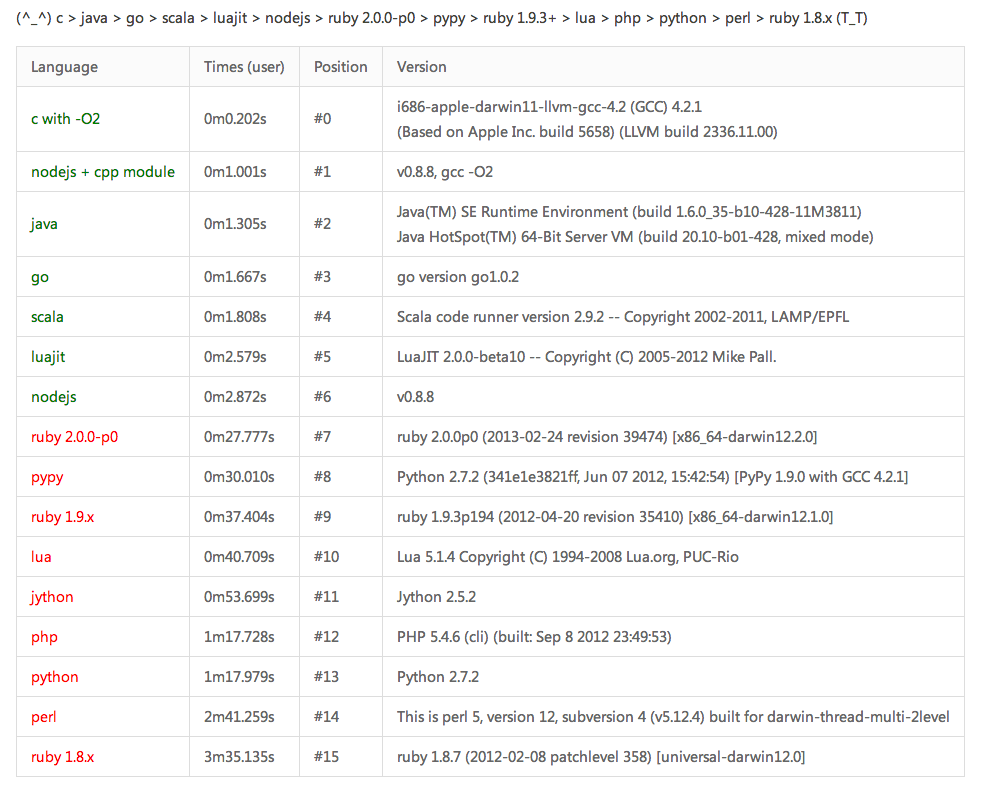 (^_^) c > java > go > scala > luajit > nodejs > ruby 2.0.0-p0 > pypy > ruby 1.9.3+ > lua > php > python > perl > ruby 1.8.x (T_T)
Language Times (user) Position Version
c with -O2 0m0.202s #0 i686-apple-darwin11-llvm-gcc-4.2 (GCC) 4.2.1
(Based on Apple Inc. build 5658) (LLVM build 2336.11.00)
nodejs + cpp module 0m1.001s #1 v0.8.8, gcc -O2
java 0m1.305s #2 Java(TM) SE Runtime Environment (build 1.6.0_35-b10-428-11M3811)
Java HotSpot(TM) 64-Bit Server VM (build 20.10-b01-428, mixed mode)
go 0m1.667s #3 go version go1.0.2
scala 0m1.808s #4 Scala code runner version 2.9.2 -- Copyright 2002-2011, LAMP/EPFL
luajit 0m2.579s #5 LuaJIT 2.0.0-beta10 -- Copyright (C) 2005-2012 Mike Pall.
nodejs 0m2.872s #6 v0.8.8
ruby 2.0.0-p0 0m27.777s #7 ruby 2.0.0p0 (2013-02-24 revision 39474) [x86_64-darwin12.2.0]
pypy 0m30.010s #8 Python 2.7.2 (341e1e3821ff, Jun 07 2012, 15:42:54) [PyPy 1.9.0 with GCC 4.2.1]
ruby 1.9.x 0m37.404s #9 ruby 1.9.3p194 (2012-04-20 revision 35410) [x86_64-darwin12.1.0]
lua 0m40.709s #10 Lua 5.1.4 Copyright (C) 1994-2008 Lua.org, PUC-Rio
jython 0m53.699s #11 Jython 2.5.2
php 1m17.728s #12 PHP 5.4.6 (cli) (built: Sep 8 2012 23:49:53)
python 1m17.979s #13 Python 2.7.2
perl 2m41.259s #14 This is perl 5, version 12, subversion 4 (v5.12.4) built for darwin-thread-multi-2level
ruby 1.8.x 3m35.135s #15 ruby 1.8.7 (2012-02-08 patchlevel 358) [universal-darwin12.0]